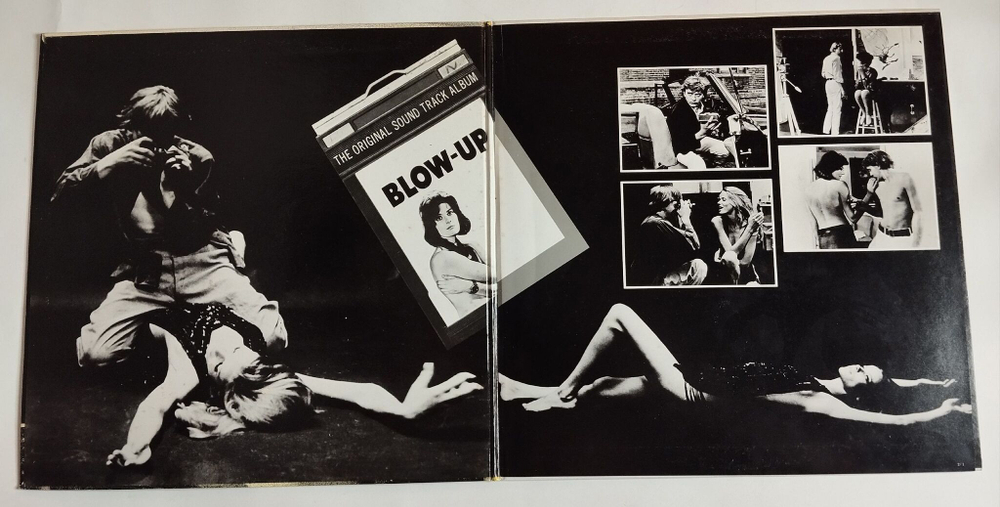 THE ORIGINAL SOUND TRACK ALBUM
BLOW-UP